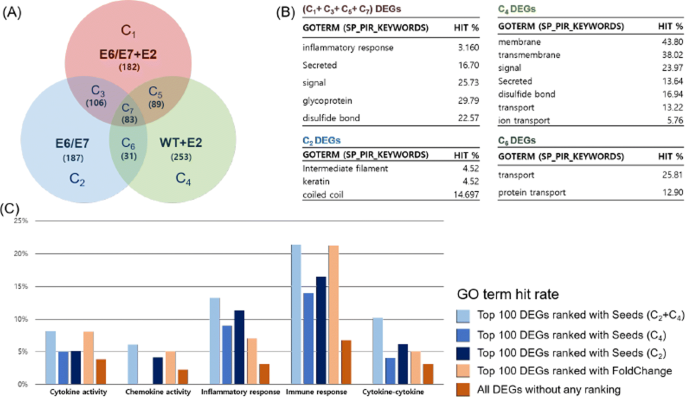 (A)
C1
E6/E7+E2
(182)
C3
(106)
C5
(89)
C7
(83)
E6/E7
(187)
C6
(31)
WT+E2
(253)
C2
C4
(B)
(C1+ C3+ C5+ C7) DEGs
GOTERM (SP_PIR_KEYWORDS) HIT %
inflammatory response 3.160
Secreted 16.70
signal 25.73
glycoprotein 29.79
disulfide bond 22.57
C2 DEGs
GOTERM (SP_PIR_KEYWORDS) HIT %
Intermediate filament 4.52
keratin 4.52
coiled coil 14.697
C4 DEGs
GOTERM (SP_PIR_KEYWORDS) HIT %
membrane 43.80
transmembrane 38.02
signal 23.97
Secreted 13.64
disulfide bond 16.94
transport 13.22
ion transport 5.76
C6 DEGs
GOTERM (SP_PIR_KEYWORDS) HIT %
transport 25.81
protein transport 12.90
(C)
25%
20%
15%
10%
5%
0%
Cytokine activity
Chemokine activity
Inflammatory response
Immune response
Cytokine-cytokine
GO term hit rate
Top 100 DEGs ranked with Seeds (C2+C4)
Top 100 DEGs ranked with Seeds (C4)
Top 100 DEGs ranked with Seeds (C2)
Top 100 DEGs ranked with FoldChange
All DEGs without any ranking